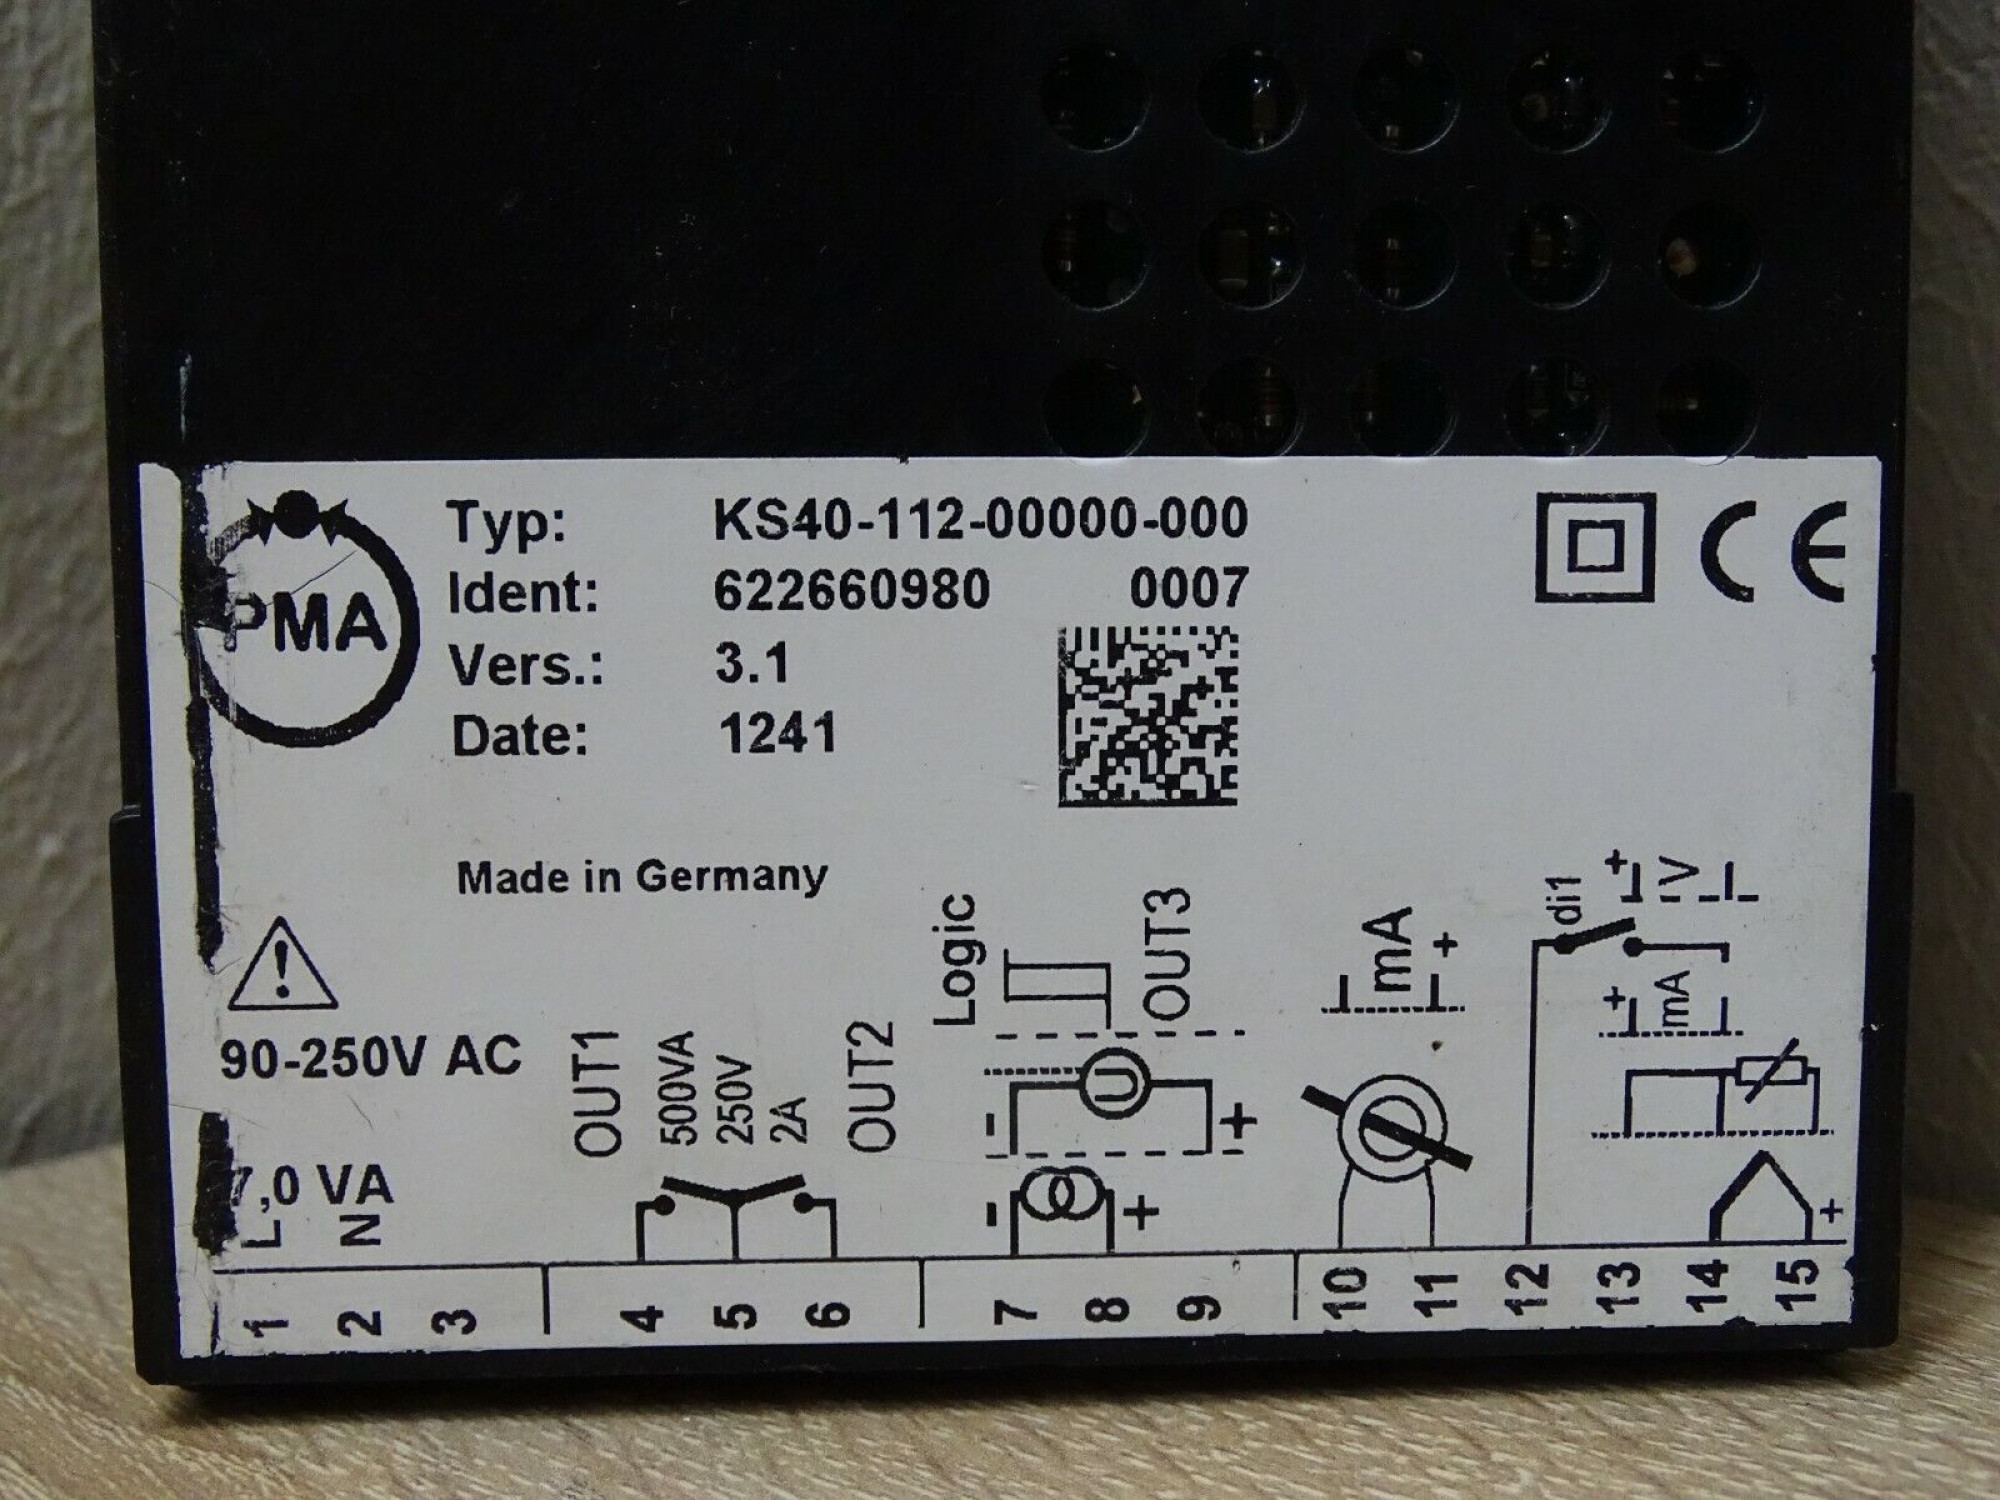 PMA
Typ: KS40-112-00000-000
Ident: 622660980 0007
Vers.: 3.1
Date: 1241
CE
Made in Germany
90-250V AC
7,0 VA
L N
OUT1
500VA
250V
2A
OUT2
Logic
OUT3
U
- +
- +
mA
+
di1
+ V -
+ mA
+
1 2 3 4 5 6 7 8 9 10 11 12 13 14 15